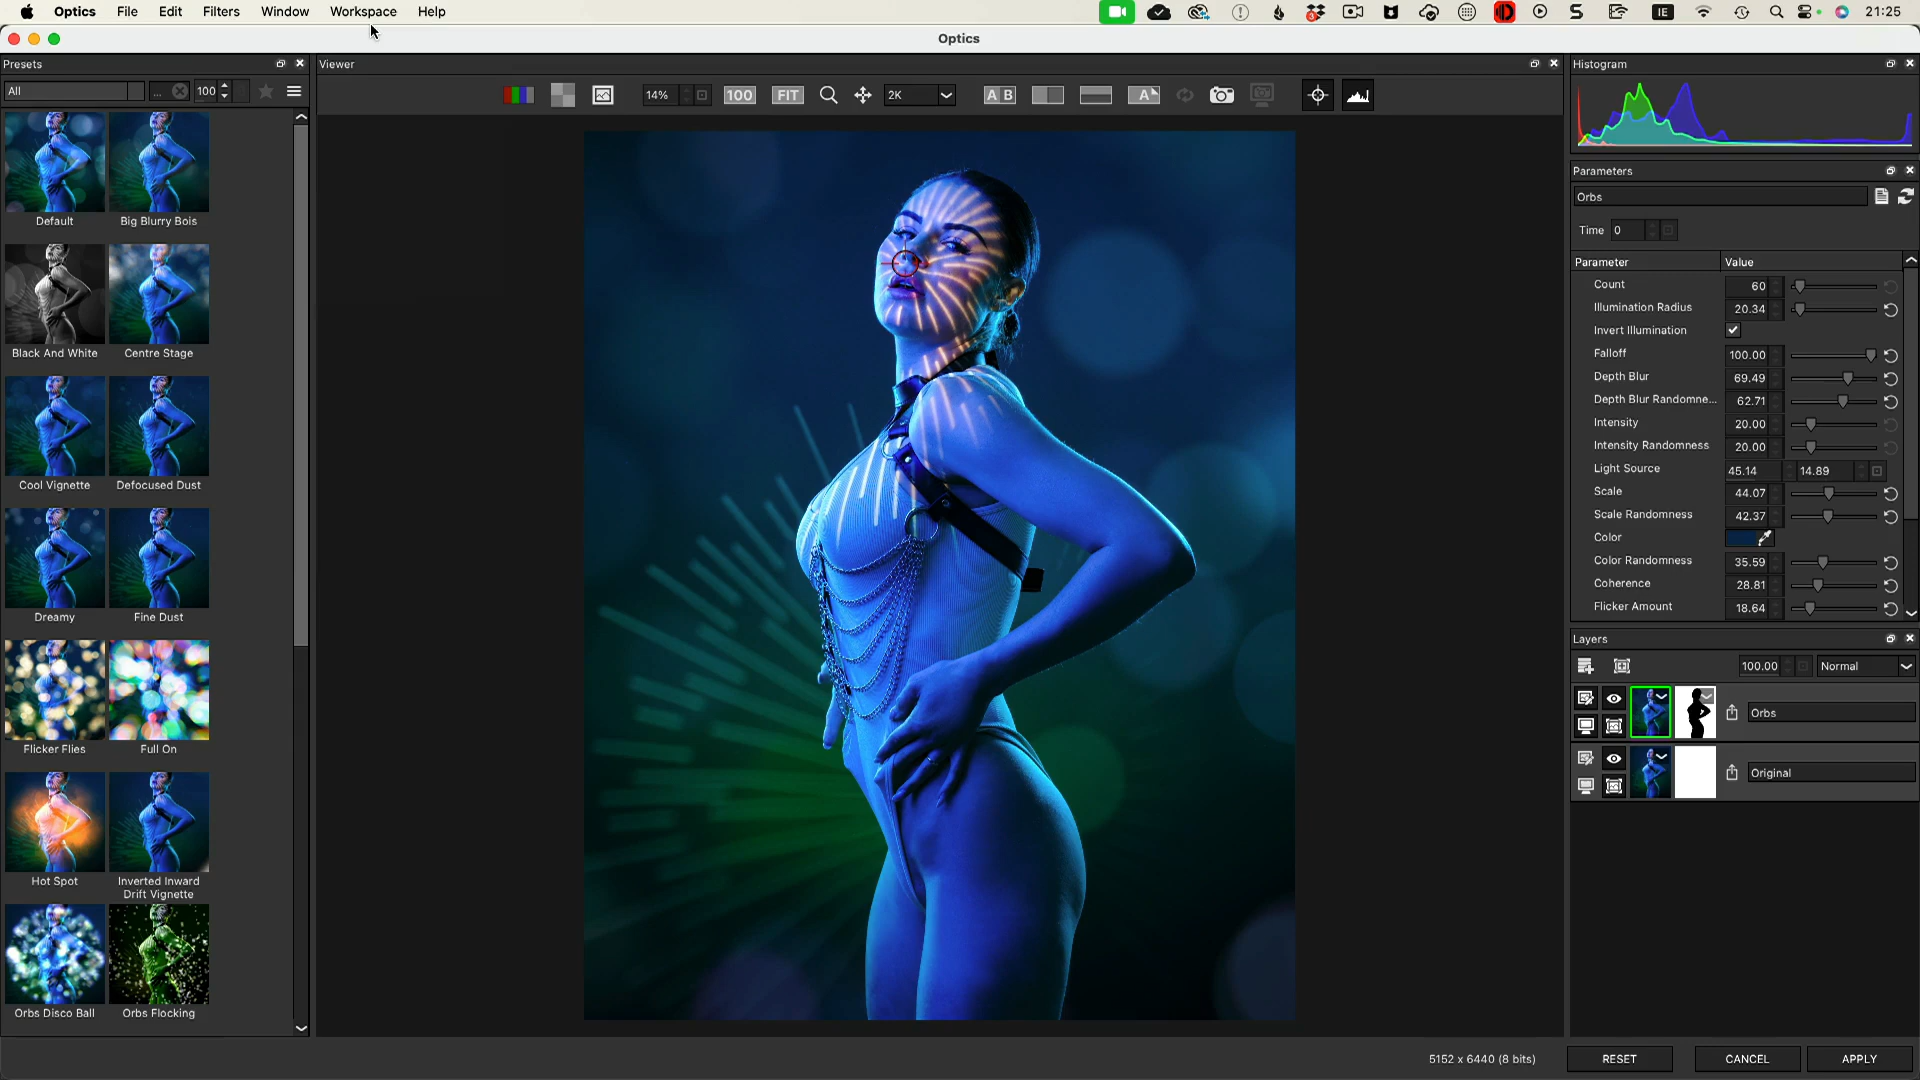 Optics File Edit Filters Window Workspace Help 3 IE 21:25
Optics
Presets
All ... 100
Default Big Blurry Bois
Black And White Centre Stage
Cool Vignette Defocused Dust
Dreamy Fine Dust
Flicker Flies Full On
Hot Spot Inverted Inward
Drift Vignette
Orbs Disco Ball Orbs Flocking
Viewer
14% 100 FIT 2K A B A
Histogram
Parameters
Orbs
Time 0
Parameter Value
Count 60
Illumination Radius 20.34
Invert Illumination
Falloff 100.00
Depth Blur 69.49
Depth Blur Randomne... 62.71
Intensity 20.00
Intensity Randomness 20.00
Light Source 45.14 14.89
Scale 44.07
Scale Randomness 42.37
Color
Color Randomness 35.59
Coherence 28.81
Flicker Amount 18.64
Layers
100.00 Normal
Orbs
Original
5152 x 6440 (8 bits) RESET CANCEL APPLY